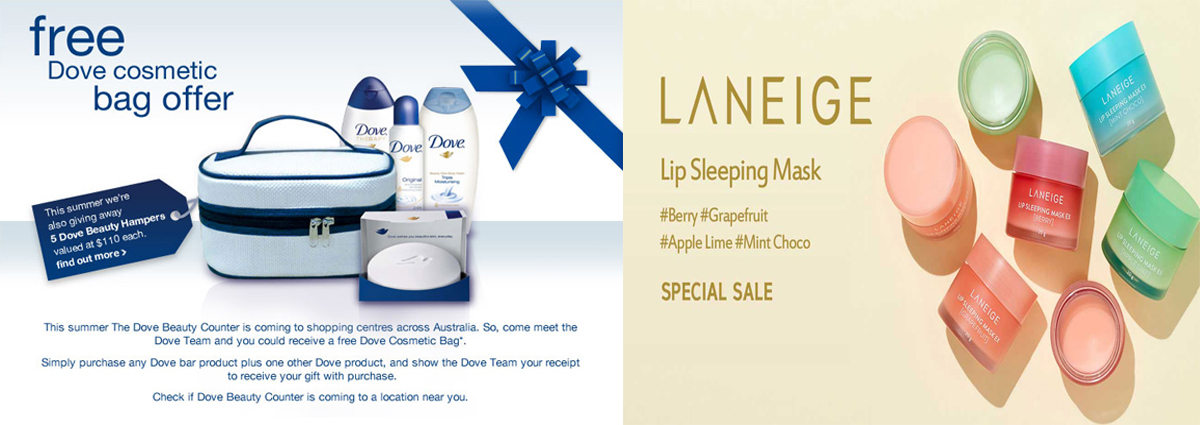 free
Dove cosmetic
bag offer
This summer we're
also giving away
5 Dove Beauty Hampers
valued at $110 each.
find out more >
Dove
THERAPY
Dove
Original
Dove
Triple
Moisturising
This summer The Dove Beauty Counter is coming to shopping centres across Australia. So, come meet the
Dove Team and you could receive a free Dove Cosmetic Bag*.
Simply purchase any Dove bar product plus one other Dove product, and show the Dove Team your receipt
to receive your gift with purchase.
Check if Dove Beauty Counter is coming to a location near you.
LANEIGE
Lip Sleeping Mask
#Berry #Grapefruit
#Apple Lime #Mint Choco
SPECIAL SALE
LANEIGE
LIP SLEEPING MASK EX
[MINT CHOCO]
LANEIGE
LIP SLEEPING MASK EX
[BERRY]
LANEIGE
LIP SLEEPING MASK EX
LANEIGE
LIP SLEEPING MASK EX
[GRAPEFRUIT]